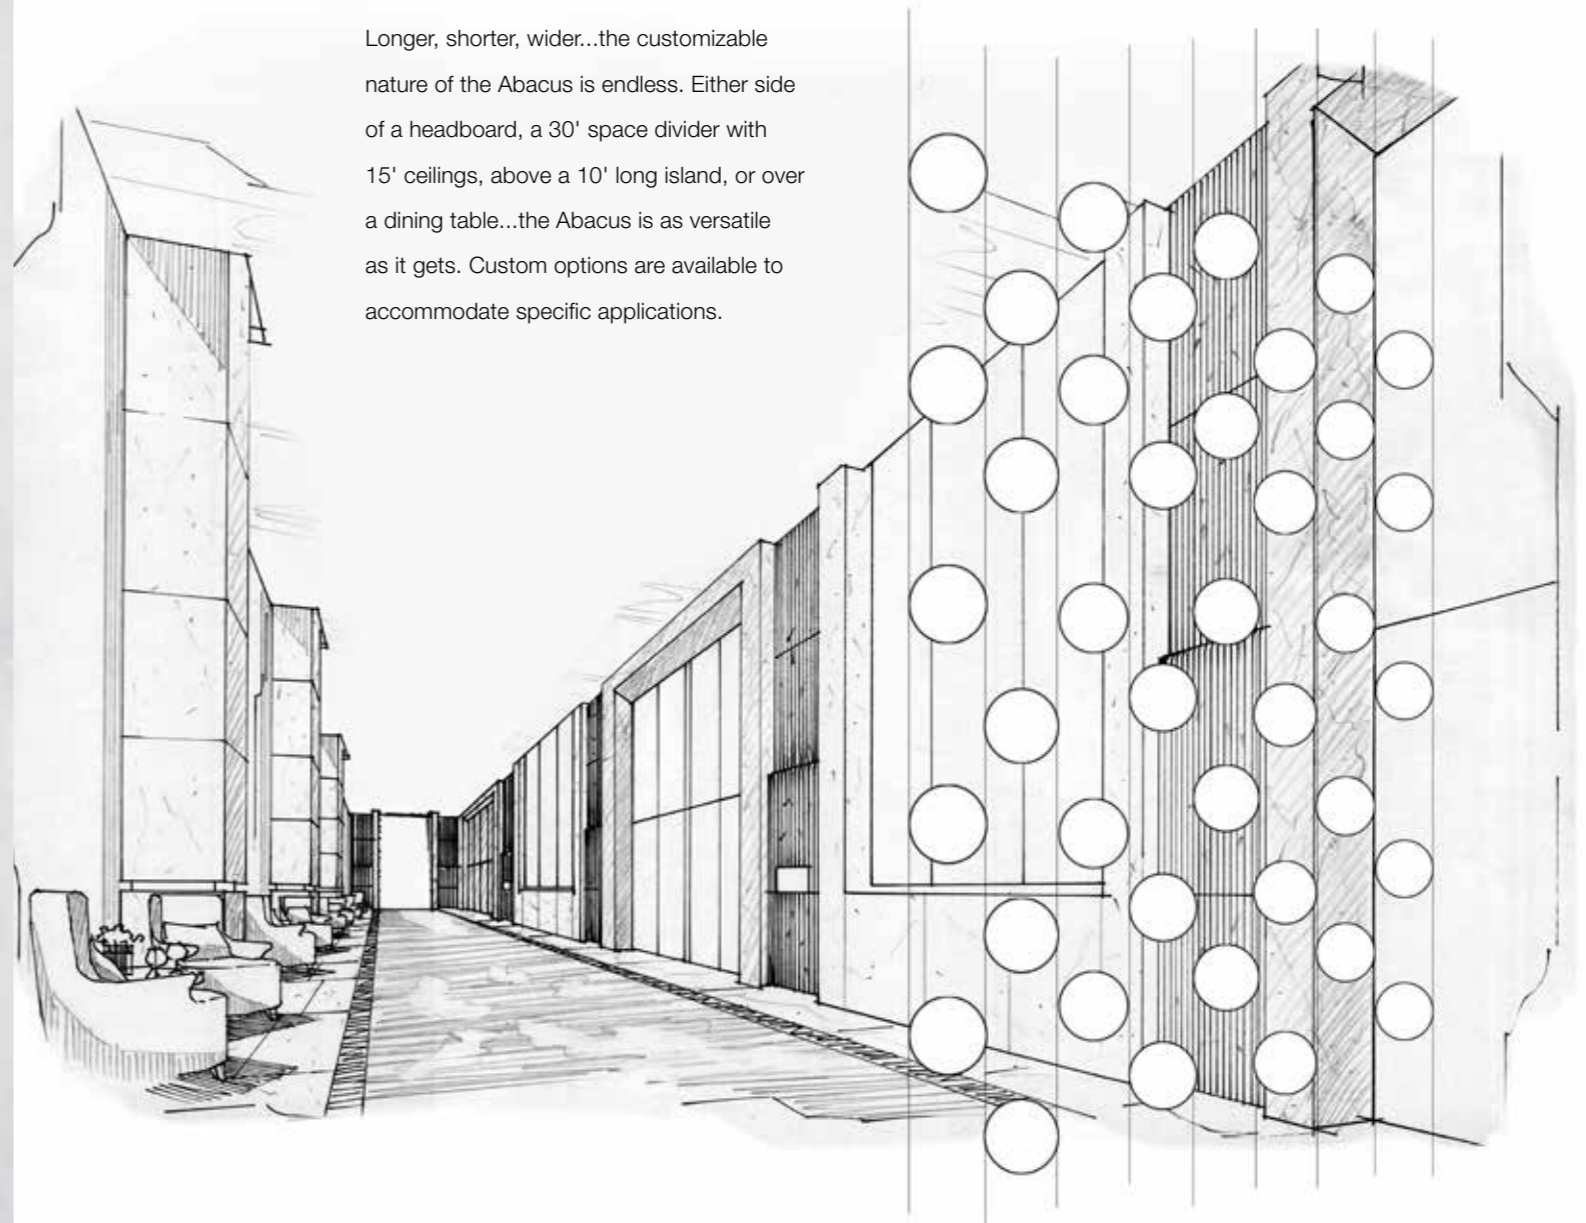 Longer, shorter, wider...the customizable
nature of the Abacus is endless. Either side
of a headboard, a 30' space divider with
15' ceilings, above a 10' long island, or over
a dining table...the Abacus is as versatile
as it gets. Custom options are available to
accommodate specific applications.